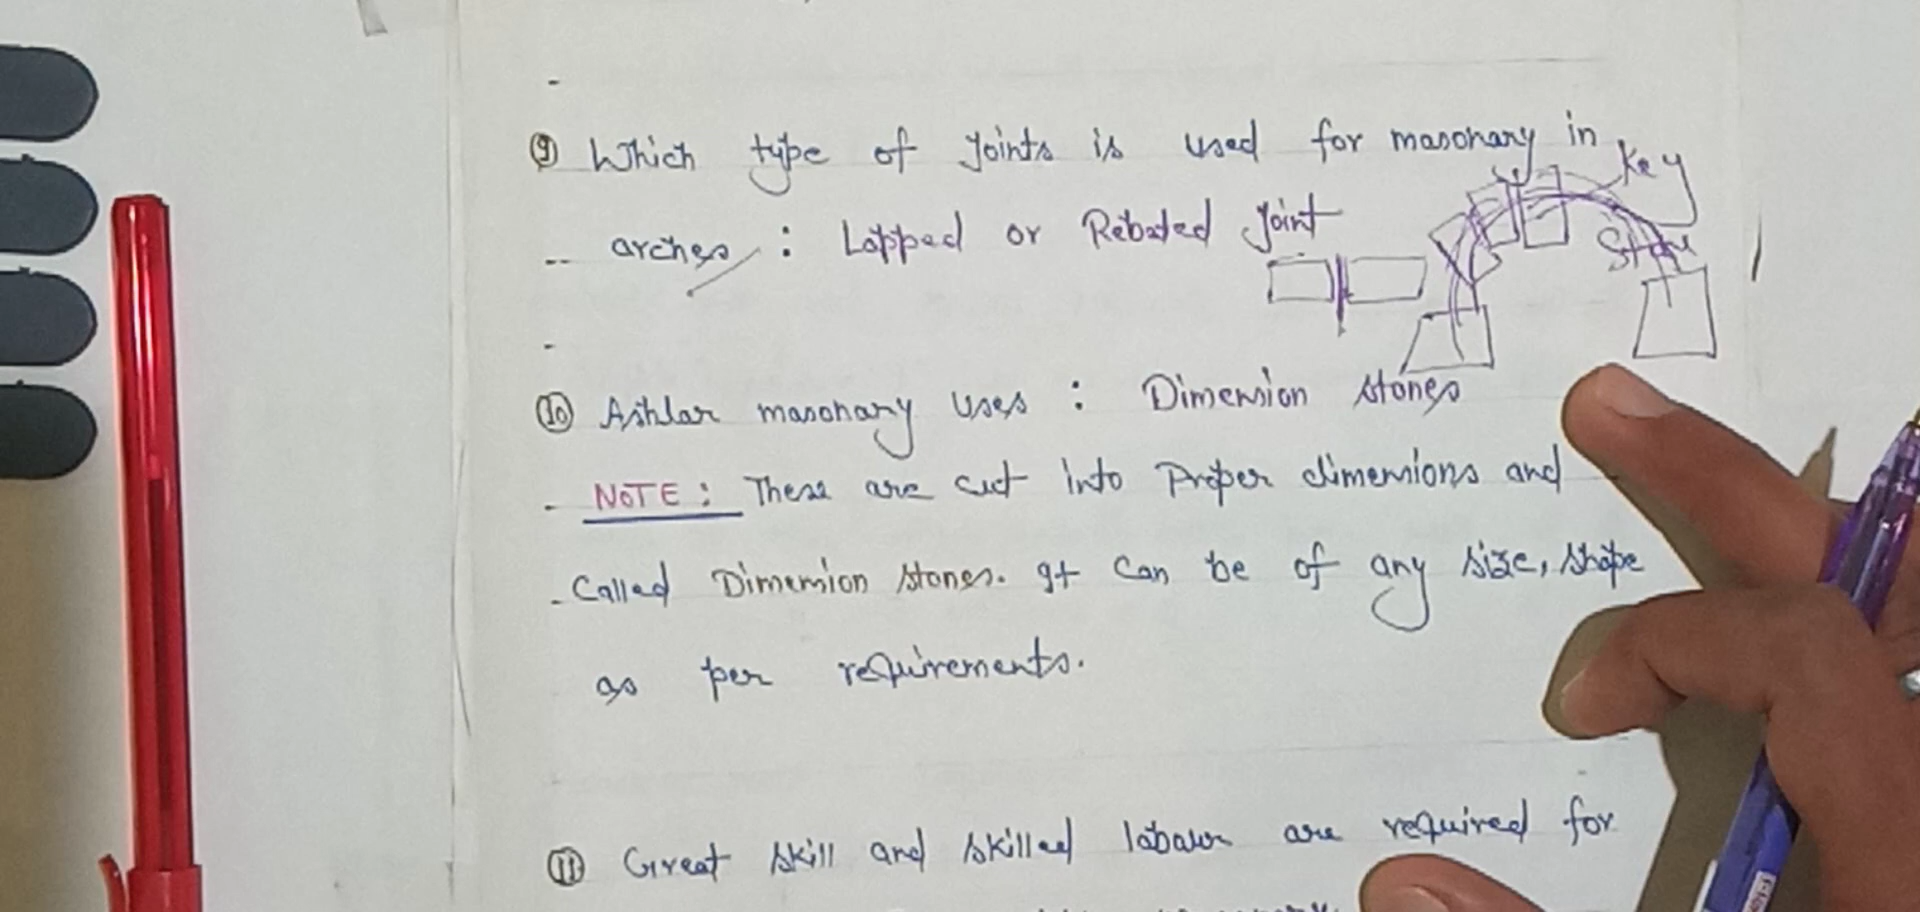 ⑨ Which type of joints is used for masonary in
arches : Lapped or Rebated joint
Key
Stone
⑩ Ashlar masonary uses : Dimension stones
NOTE : These are cut into Proper dimensions and
Called Dimension stones. It can be of any size, shape
as per requirements.
⑪ Great skill and skilled labour are required for